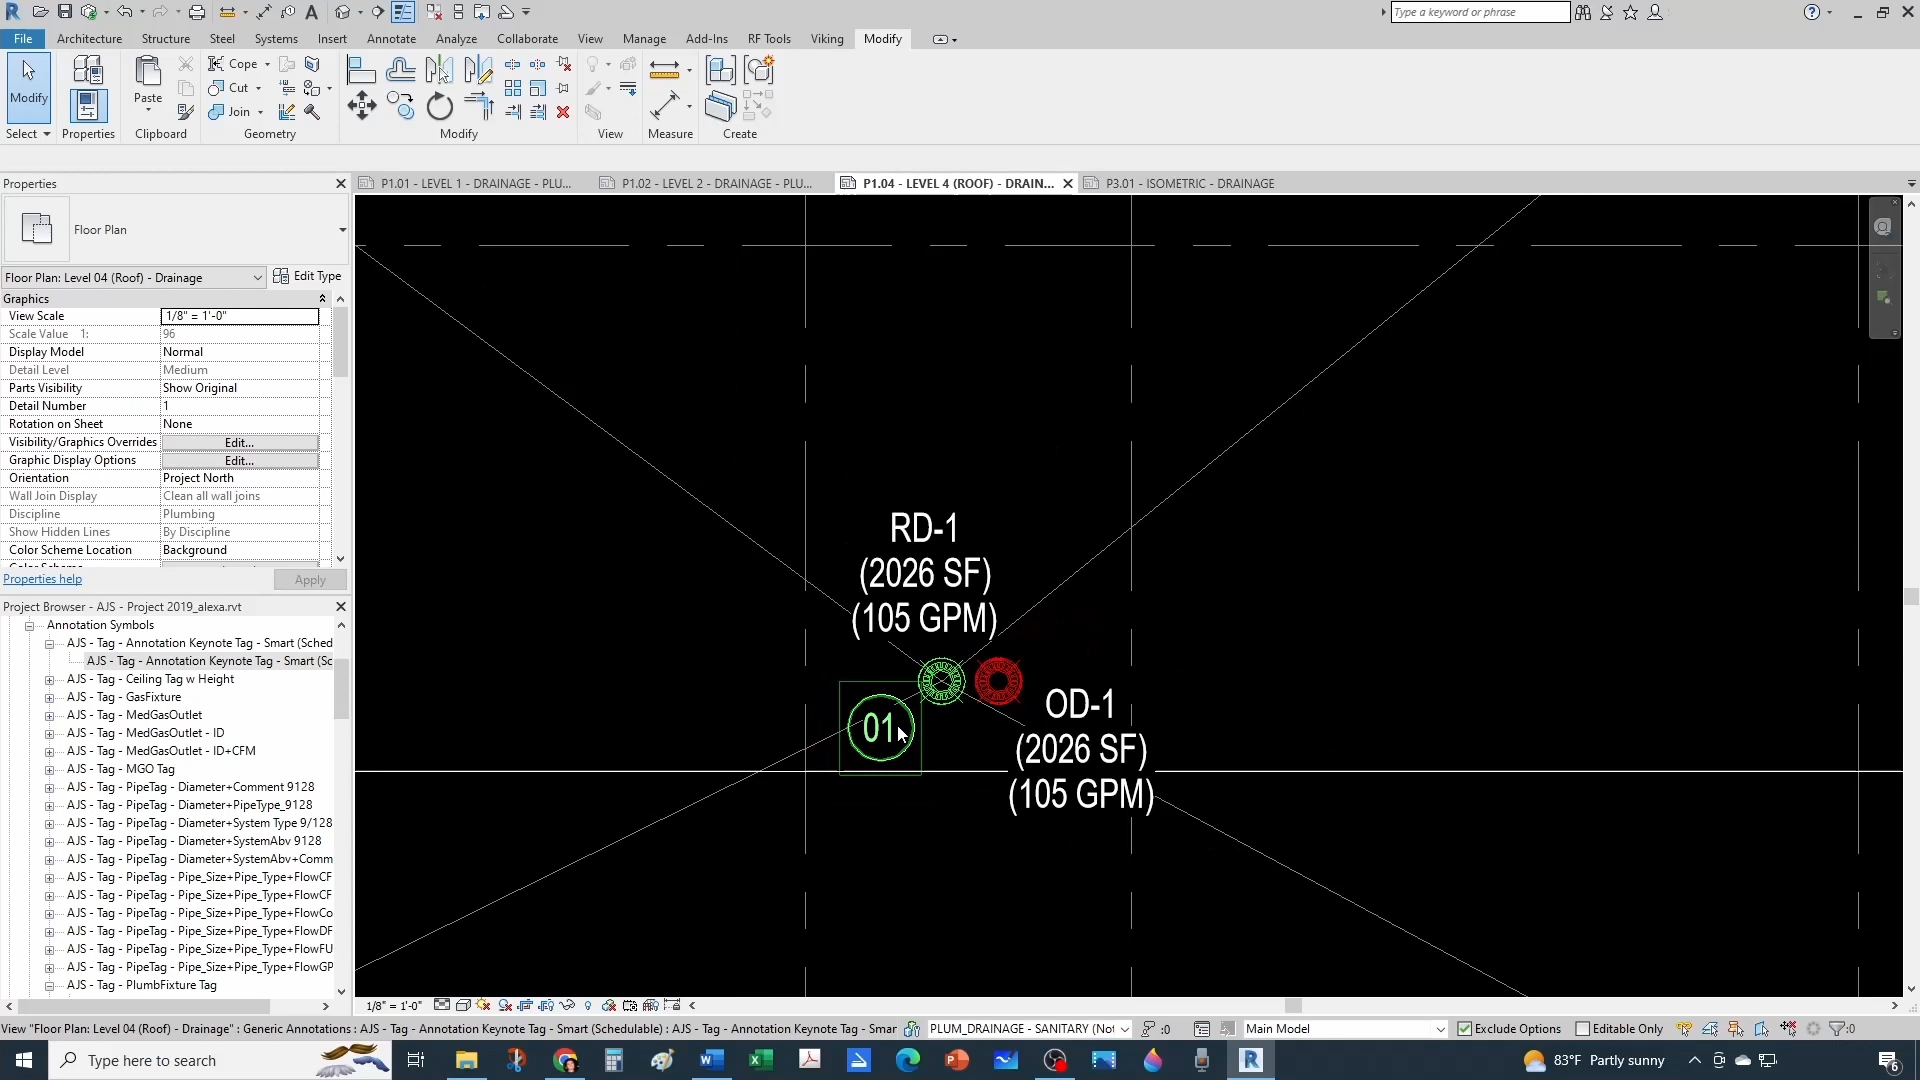 Type a keyword or phrase
File
Architecture
Structure
Steel
Systems
Insert
Annotate
Analyze
Collaborate
View
Manage
Add-Ins
RF Tools
Viking
Modify
Modify
Paste
Cope
Cut
Join
Select
Properties
Clipboard
Geometry
Modify
View
Measure
Create
Properties
P1.01 - LEVEL 1 - DRAINAGE - PLU...
P1.02 - LEVEL 2 - DRAINAGE - PLU...
P1.04 - LEVEL 4 (ROOF) - DRAIN...
P3.01 - ISOMETRIC - DRAINAGE
Floor Plan
Floor Plan: Level 04 (Roof) - Drainage
Edit Type
Graphics
View Scale 1/8" = 1'-0"
Scale Value 1: 96
Display Model Normal
Detail Level Medium
Parts Visibility Show Original
Detail Number 1
Rotation on Sheet None
Visibility/Graphics Overrides Edit...
Graphic Display Options Edit...
Orientation Project North
Wall Join Display Clean all wall joins
Discipline Plumbing
Show Hidden Lines By Discipline
Color Scheme Location Background
Properties help
Apply
Project Browser - AJS - Project 2019_alexa.rvt
Annotation Symbols
AJS - Tag - Annotation Keynote Tag - Smart (Sched
AJS - Tag - Annotation Keynote Tag - Smart (Sc
AJS - Tag - Ceiling Tag w Height
AJS - Tag - GasFixture
AJS - Tag - MedGasOutlet
AJS - Tag - MedGasOutlet - ID
AJS - Tag - MedGasOutlet - ID+CFM
AJS - Tag - MGO Tag
AJS - Tag - PipeTag - Diameter+Comment 9128
AJS - Tag - PipeTag - Diameter+PipeType_9128
AJS - Tag - PipeTag - Diameter+System Type 9/128
AJS - Tag - PipeTag - Diameter+SystemAbv 9128
AJS - Tag - PipeTag - Diameter+SystemAbv+Comm
AJS - Tag - PipeTag - Pipe_Size+Pipe_Type+FlowCF
AJS - Tag - PipeTag - Pipe_Size+Pipe_Type+FlowCF
AJS - Tag - PipeTag - Pipe_Size+Pipe_Type+FlowCo
AJS - Tag - PipeTag - Pipe_Size+Pipe_Type+FlowDF
AJS - Tag - PipeTag - Pipe_Size+Pipe_Type+FlowFU
AJS - Tag - PipeTag - Pipe_Size+Pipe_Type+FlowGP
AJS - Tag - PlumbFixture Tag
RD-1
(2026 SF)
(105 GPM)
01
OD-1
(2026 SF)
(105 GPM)
1/8" = 1'-0"
View "Floor Plan: Level 04 (Roof) - Drainage" : Generic Annotations : AJS - Tag - Annotation Keynote Tag - Smart (Schedulable) : AJS - Tag - Annotation Keynote Tag - Smar
PLUM_DRAINAGE - SANITARY (Not
:0
Main Model
Exclude Options
Editable Only
:0
Type here to search
83°F Partly sunny
6